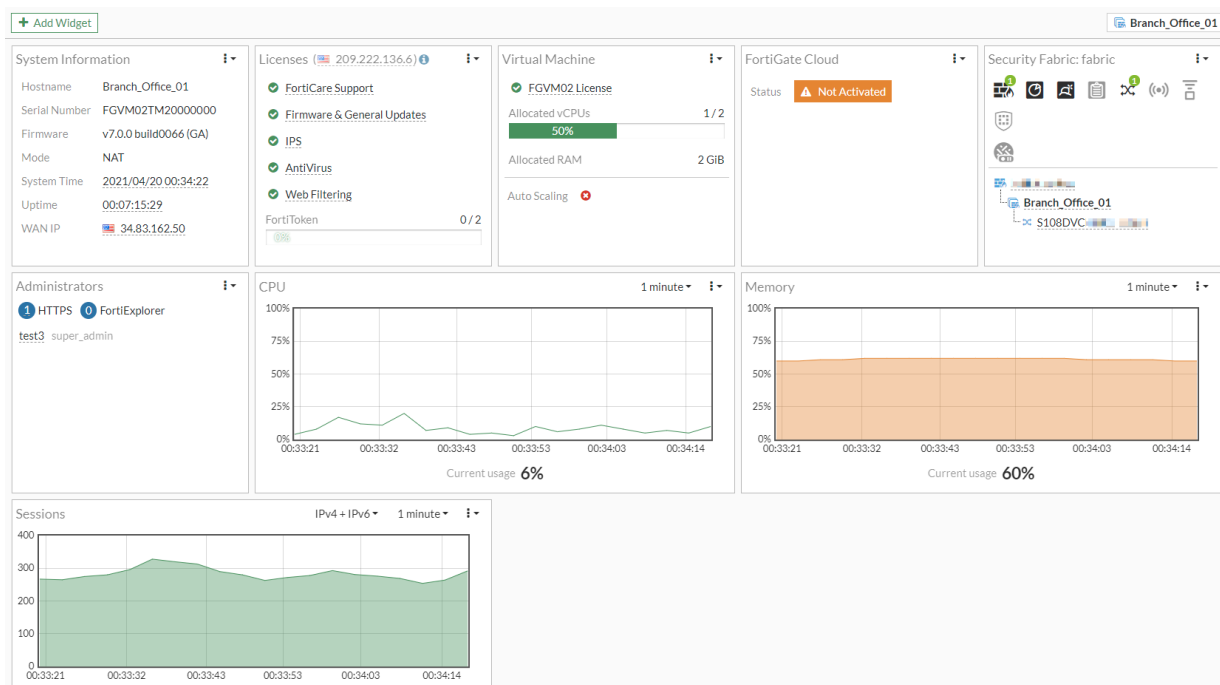 + Add Widget
Branch_Office_01
System Information
Hostname Branch_Office_01
Serial Number FGVM02TM20000000
Firmware v7.0.0 build0066 (GA)
Mode NAT
System Time 2021/04/20 00:34:22
Uptime 00:07:15:29
WAN IP 34.83.162.50
Licenses (209.222.136.6)
FortiCare Support
Firmware & General Updates
IPS
AntiVirus
Web Filtering
FortiToken 0 / 2
0%
Virtual Machine
FGVM02 License
Allocated vCPUs 1 / 2
50%
Allocated RAM 2 GiB
Auto Scaling
FortiGate Cloud
Status Not Activated
Security Fabric: fabric
1 1
Branch_Office_01
S108DVC
Administrators
1 HTTPS 0 FortiExplorer
test3 super_admin
CPU 1 minute
100%
75%
50%
25%
0%
00:33:21 00:33:32 00:33:43 00:33:53 00:34:03 00:34:14
Current usage 6%
Memory 1 minute
100%
75%
50%
25%
0%
00:33:21 00:33:32 00:33:43 00:33:53 00:34:03 00:34:14
Current usage 60%
Sessions IPv4 + IPv6 1 minute
400
300
200
100
0
00:33:21 00:33:32 00:33:43 00:33:53 00:34:03 00:34:14